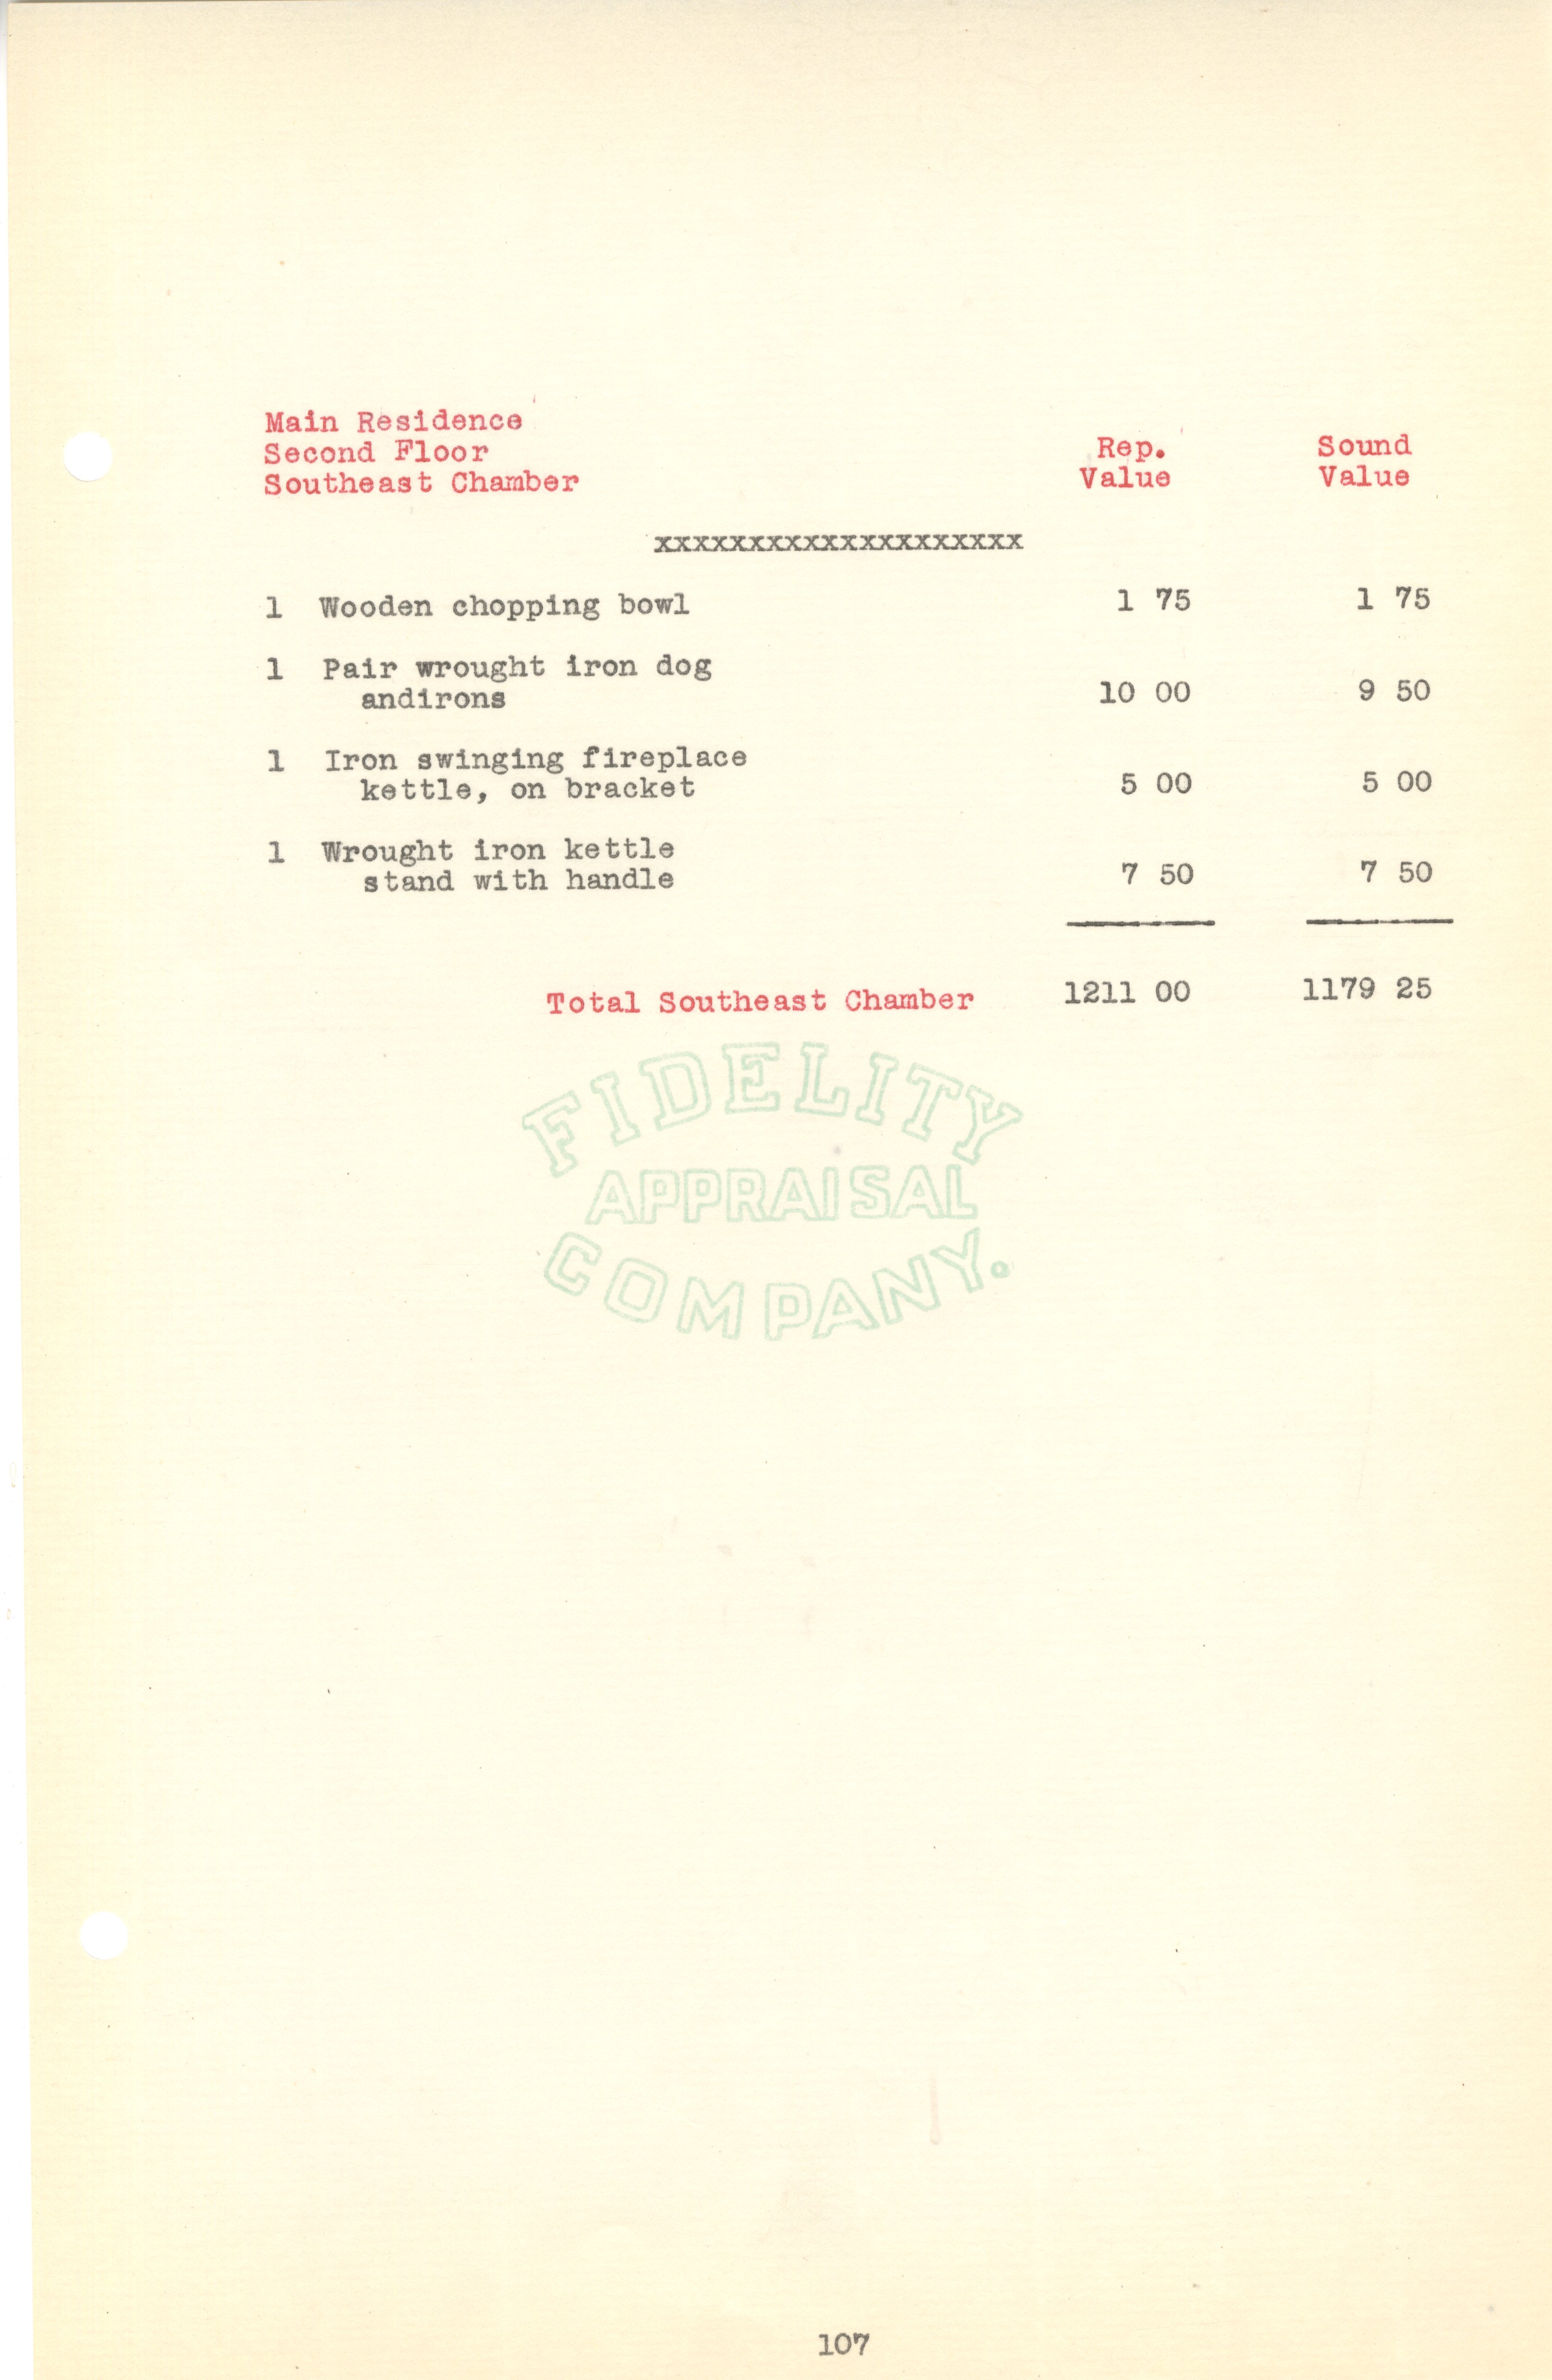 Main Residence
Second Floor
Southeast Chamber
Rep. Value
Sound Value
xxxxxxxxxxxxxxxxxxxx
1 Wooden chopping bowl 1 75 1 75
1 Pair wrought iron dog
andirons 10 00 9 50
1 Iron swinging fireplace
kettle, on bracket 5 00 5 00
1 Wrought iron kettle
stand with handle 7 50 7 50
Total Southeast Chamber 1211 00 1179 25
FIDELITY
APPRAISAL
COMPANY.
107